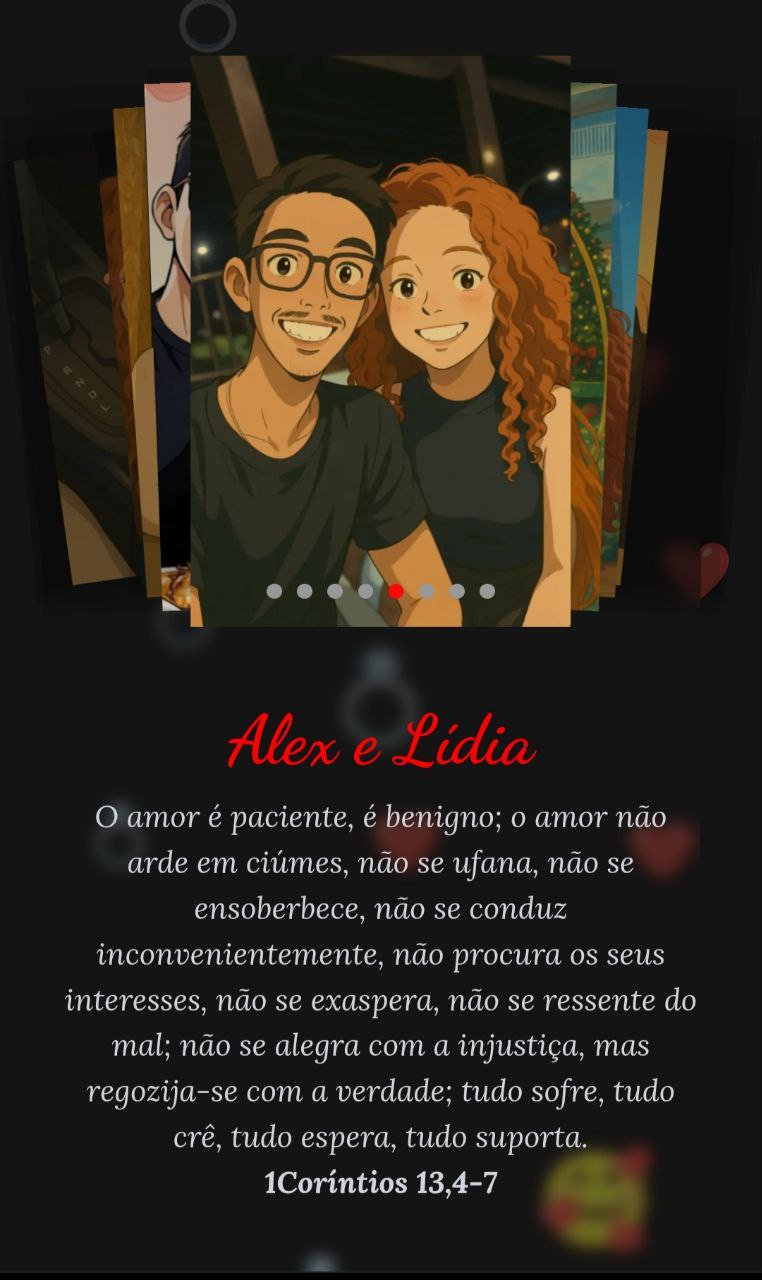 P
R
N
D
L
Alex e Lídia
O amor é paciente, é benigno; o amor não
arde em ciúmes, não se ufana, não se
ensoberbece, não se conduz
inconvenientemente, não procura os seus
interesses, não se exaspera, não se ressente do
mal; não se alegra com a injustiça, mas
regozija-se com a verdade; tudo sofre, tudo
crê, tudo espera, tudo suporta.
1Coríntios 13,4-7